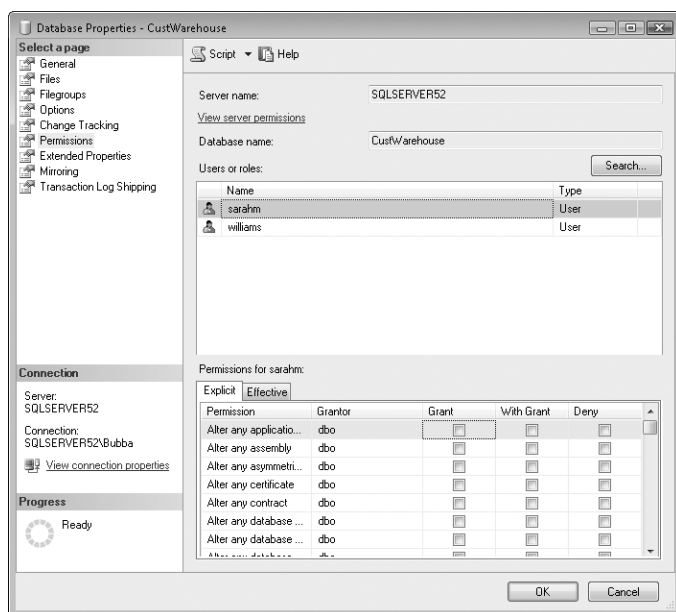 Database Properties - CustWarehouse
Select a page
General
Files
Filegroups
Options
Change Tracking
Permissions
Extended Properties
Mirroring
Transaction Log Shipping
Script Help
Server name: SQLSERVER52
View server permissions
Database name: CustWarehouse
Users or roles: Search...
Name Type
sarahm User
williams User
Connection
Server:
SQLSERVER52
Connection:
SQLSERVER52\Bubba
View connection properties
Progress
Ready
Permissions for sarahm:
Explicit Effective
Permission Grantor Grant With Grant Deny
Alter any applicatio... dbo
Alter any assembly dbo
Alter any asymmetri... dbo
Alter any certificate dbo
Alter any contract dbo
Alter any database ... dbo
Alter any database ... dbo
OK Cancel